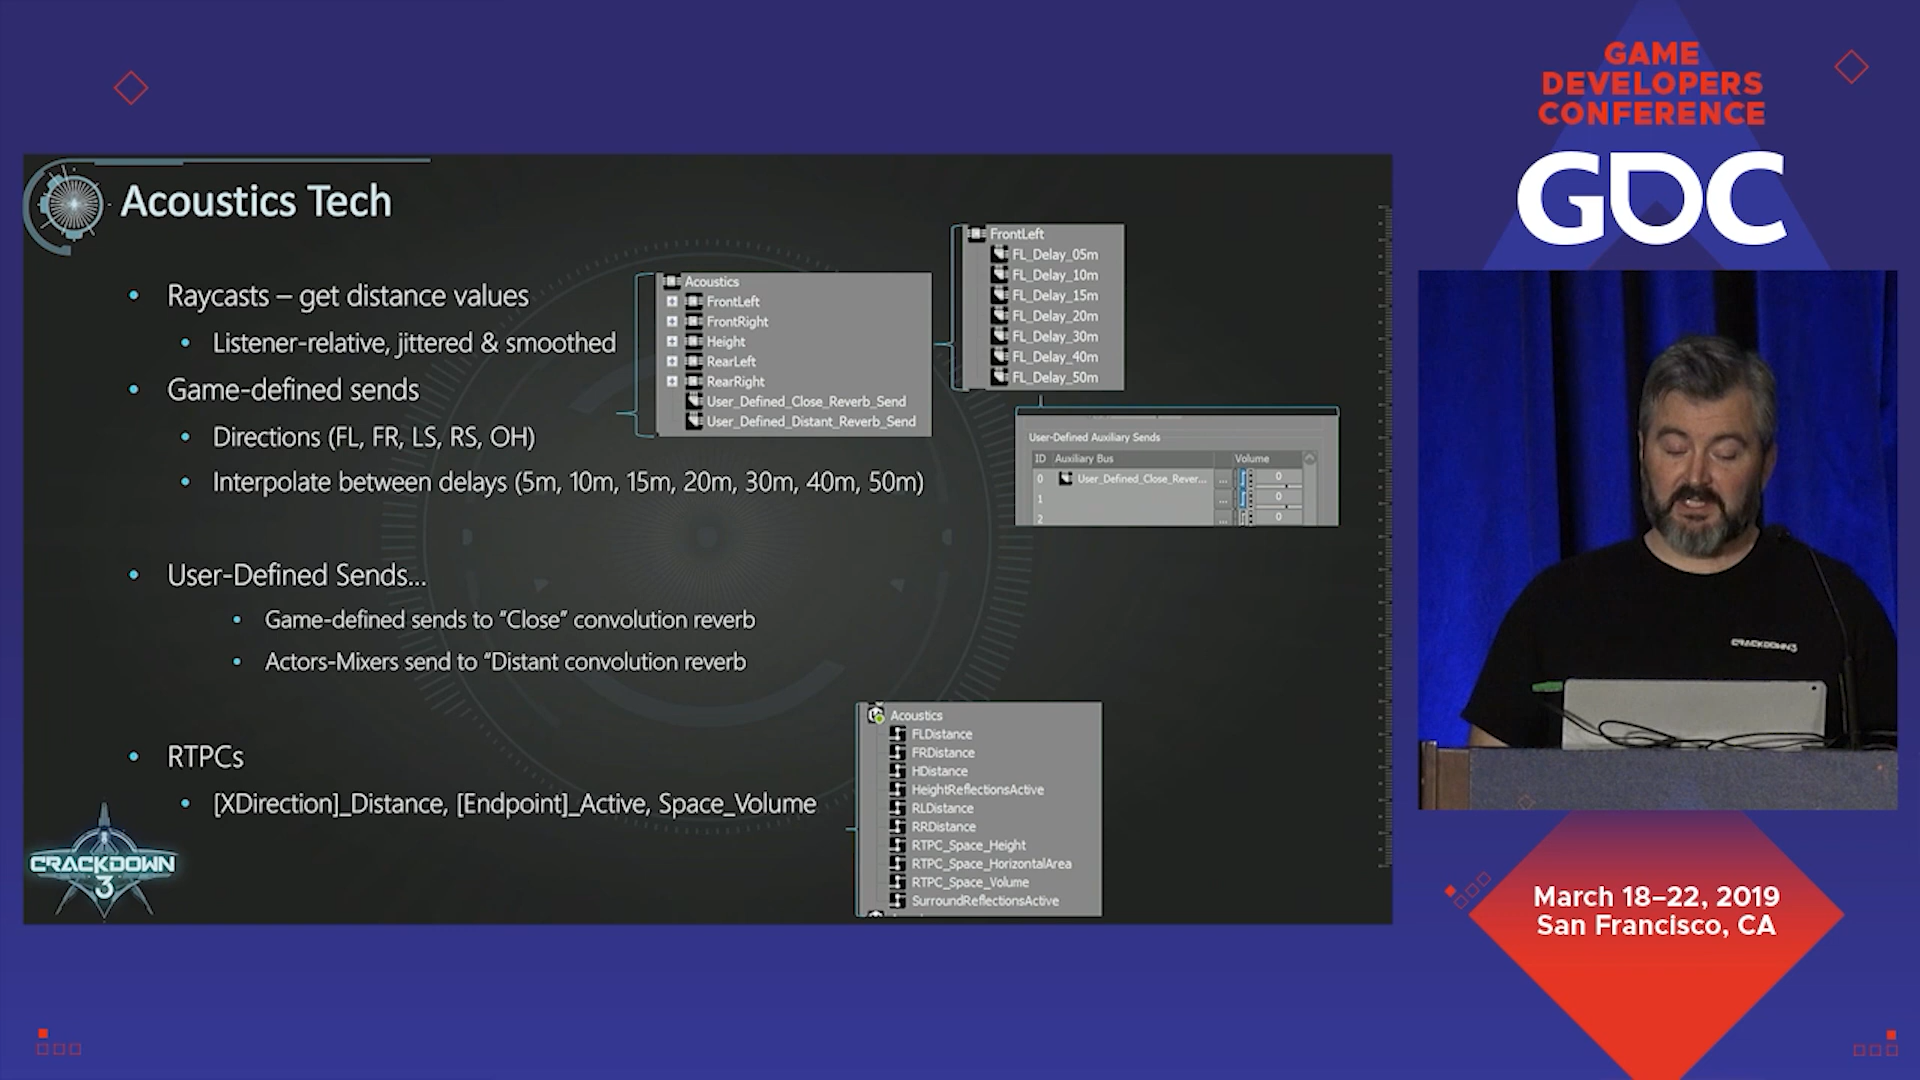 GAME
DEVELOPERS
CONFERENCE
GDC
Acoustics Tech
Raycasts – get distance values
Listener-relative, jittered & smoothed
Game-defined sends
Directions (FL, FR, LS, RS, OH)
Interpolate between delays (5m, 10m, 15m, 20m, 30m, 40m, 50m)
User-Defined Sends...
Game-defined sends to “Close” convolution reverb
Actors-Mixers send to “Distant convolution reverb
RTPCs
[XDirection]_Distance, [Endpoint]_Active, Space_Volume
Acoustics
FrontLeft
FrontRight
Height
RearLeft
RearRight
User_Defined_Close_Reverb_Send
User_Defined_Distant_Reverb_Send
FrontLeft
FL_Delay_05m
FL_Delay_10m
FL_Delay_15m
FL_Delay_20m
FL_Delay_30m
FL_Delay_40m
FL_Delay_50m
User-Defined Auxiliary Sends
ID Auxiliary Bus Volume
0 User_Defined_Close_Rever... ... 0
1 ... 0
2 ... 0
Acoustics
FLDistance
FRDistance
HDistance
HeightReflectionsActive
RLDistance
RRDistance
RTPC_Space_Height
RTPC_Space_HorizontalArea
RTPC_Space_Volume
SurroundReflectionsActive
CRACKDOWN
3
CRACKDOWN3
March 18–22, 2019
San Francisco, CA